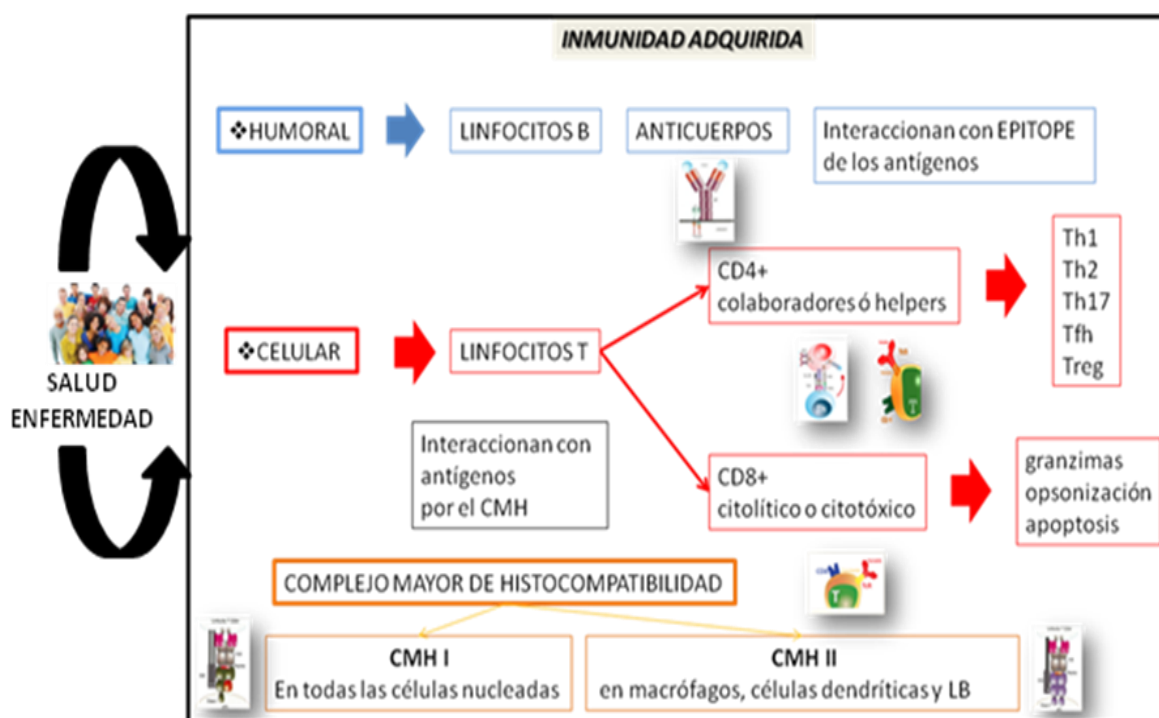 INMUNIDAD ADQUIRIDA
❖HUMORAL
LINFOCITOS B
ANTICUERPOS
Interaccionan con EPITOPE
de los antígenos
CD4+
colaboradores ó helpers
Th1
Th2
Th17
Tfh
Treg
❖CELULAR
LINFOCITOS T
SALUD
ENFERMEDAD
Interaccionan con
antígenos
por el CMH
CD8+
citolítico o citotóxico
granzimas
opsonización
apoptosis
COMPLEJO MAYOR DE HISTOCOMPATIBILIDAD
T
CMH I
En todas las células nucleadas
CMH II
en macrófagos, células dendríticas y LB